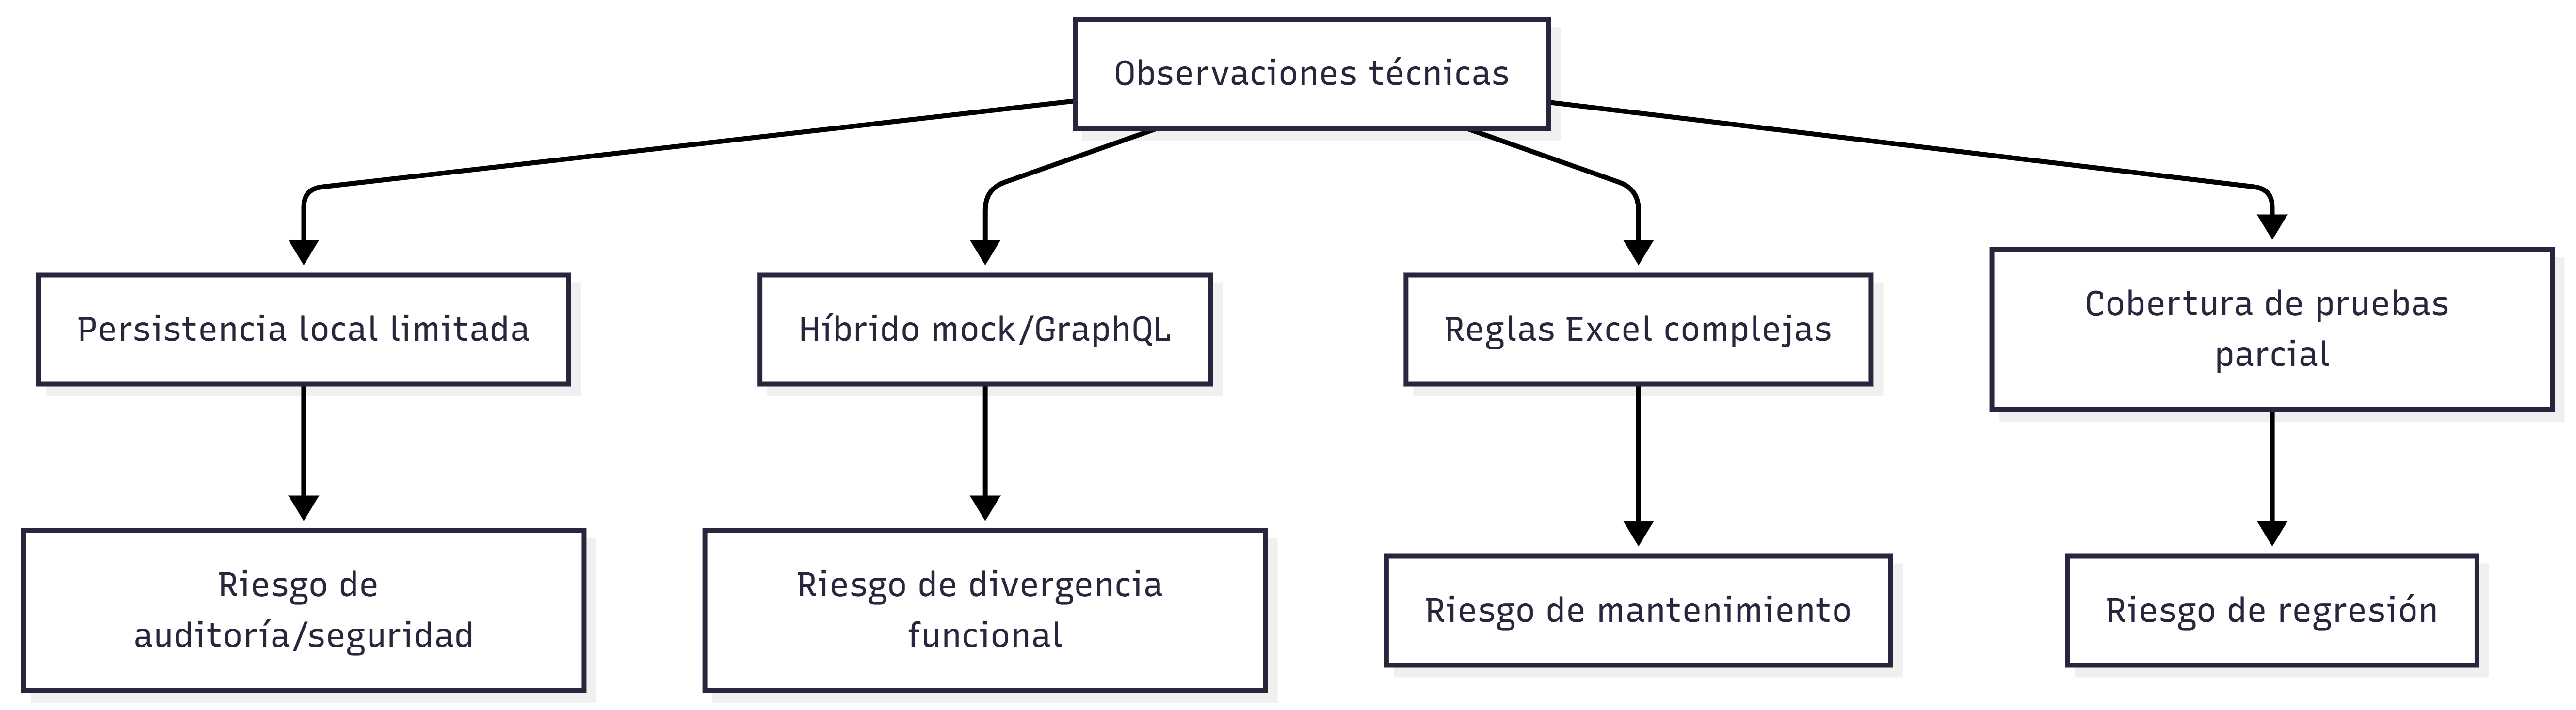 Observaciones técnicas
Persistencia local limitada
Híbrido mock/GraphQL
Reglas Excel complejas
Cobertura de pruebas
parcial
Riesgo de
auditoría/seguridad
Riesgo de divergencia
funcional
Riesgo de mantenimiento
Riesgo de regresión